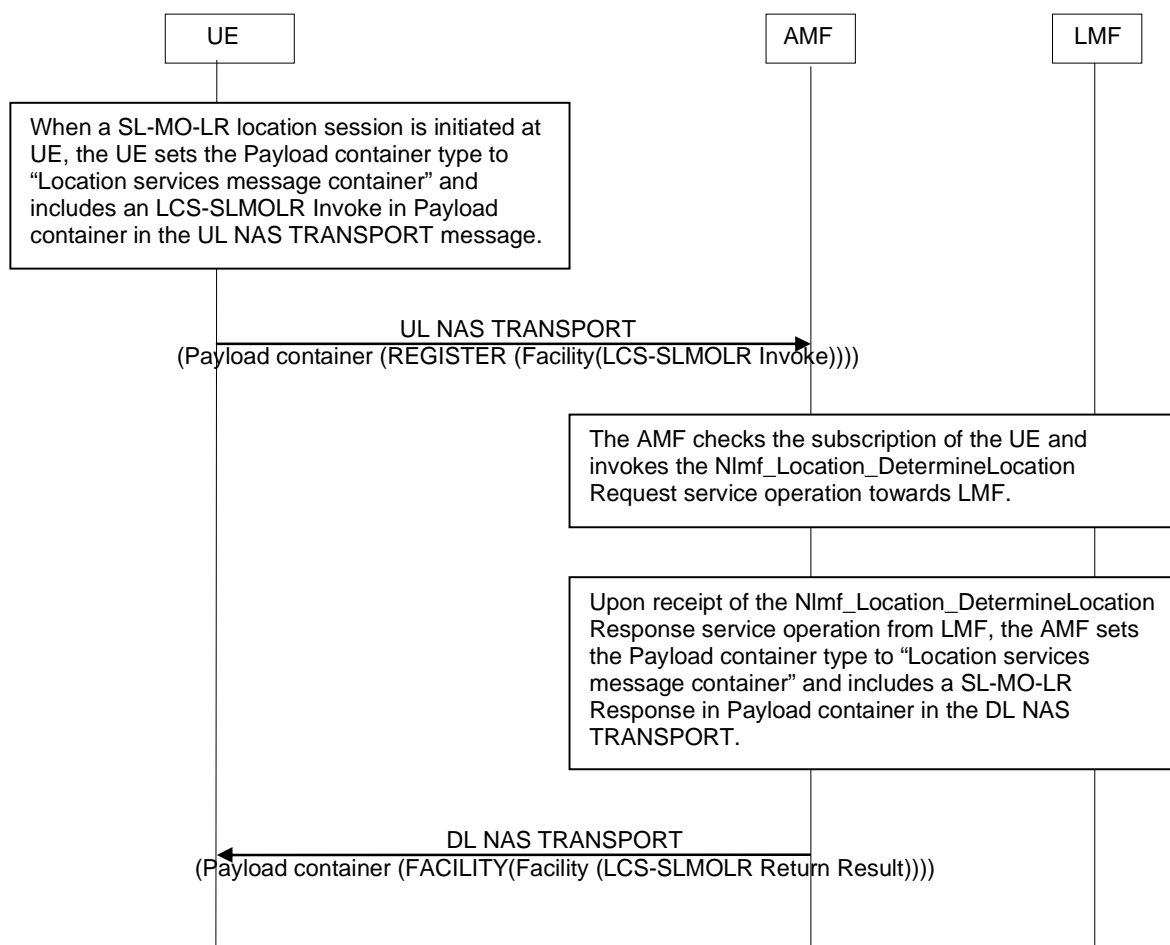 UE
AMF
LMF
When a SL-MO-LR location session is initiated at
UE, the UE sets the Payload container type to
“Location services message container” and
includes an LCS-SLMOLR Invoke in Payload
container in the UL NAS TRANSPORT message.
UL NAS TRANSPORT
(Payload container (REGISTER (Facility(LCS-SLMOLR Invoke))))
The AMF checks the subscription of the UE and
invokes the Nlmf_Location_DetermineLocation
Request service operation towards LMF.
Upon receipt of the Nlmf_Location_DetermineLocation
Response service operation from LMF, the AMF sets
the Payload container type to “Location services
message container” and includes a SL-MO-LR
Response in Payload container in the DL NAS
TRANSPORT.
DL NAS TRANSPORT
(Payload container (FACILITY(Facility (LCS-SLMOLR Return Result))))